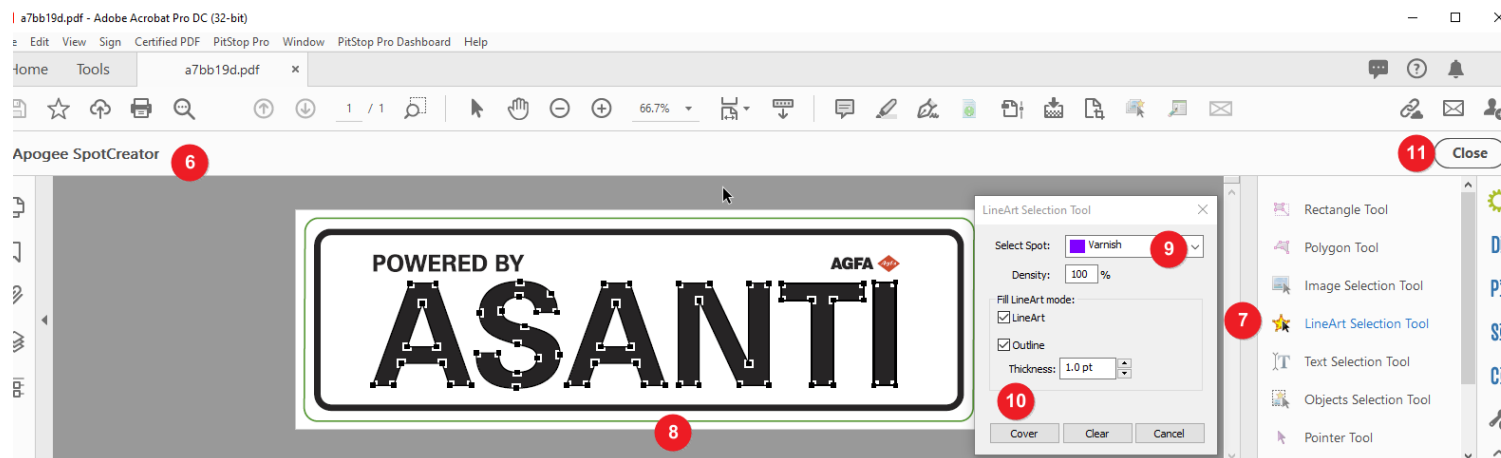 a7bb19d.pdf - Adobe Acrobat Pro DC (32-bit)
Edit View Sign Certified PDF PitStop Pro Window PitStop Pro Dashboard Help
Home Tools a7bb19d.pdf ×
1 / 1 66.7%
Apogee SpotCreator 6 11 Close
LineArt Selection Tool
Select Spot: Varnish 9
Density: 100 %
Fill LineArt mode:
LineArt
Outline
Thickness: 1.0 pt
10
Cover Clear Cancel
POWERED BY AGFA
ASANTI
8
Rectangle Tool
Polygon Tool
Image Selection Tool
7 LineArt Selection Tool
Text Selection Tool
Objects Selection Tool
Pointer Tool